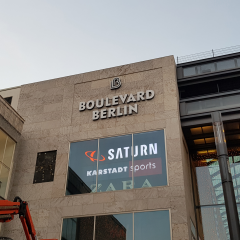 BOULEVARD
BERLIN
SATURN
KARSTADT sports
ZARA